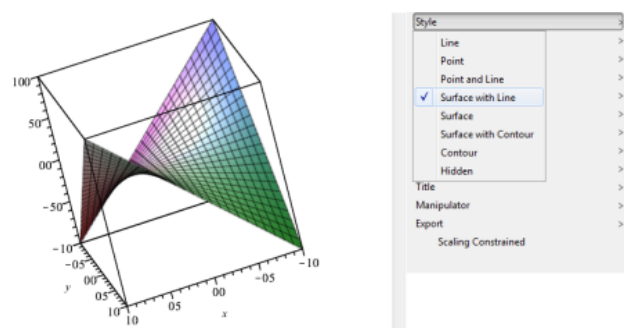 100
50
00
-50
-10
-05
y
00
05
10
10
05
x
00
-05
-10
Style >
Line
Point
Point and Line
✓ Surface with Line
Surface
Surface with Contour
Contour
Hidden
Title >
Manipulator >
Export >
Scaling Constrained